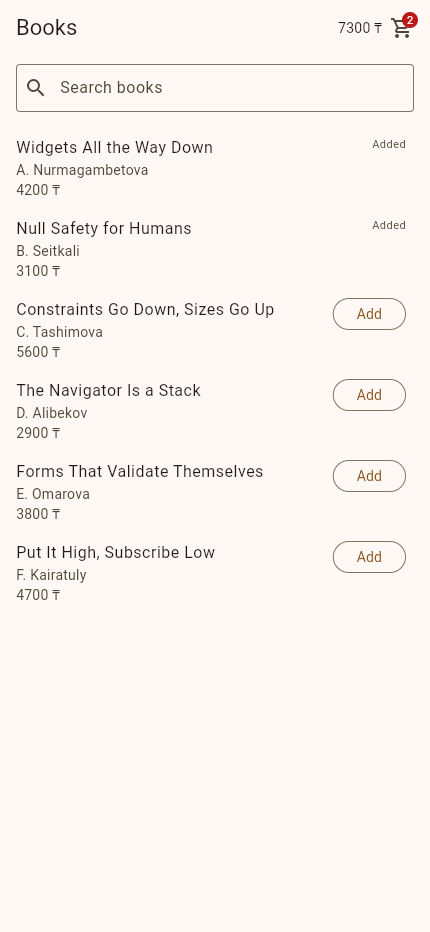 Books
7300 ₸
2
Search books
Widgets All the Way Down
Added
A. Nurmagambetova
4200 ₸
Null Safety for Humans
Added
B. Seitkali
3100 ₸
Constraints Go Down, Sizes Go Up
Add
C. Tashimova
5600 ₸
The Navigator Is a Stack
Add
D. Alibekov
2900 ₸
Forms That Validate Themselves
Add
E. Omarova
3800 ₸
Put It High, Subscribe Low
Add
F. Kairatuly
4700 ₸